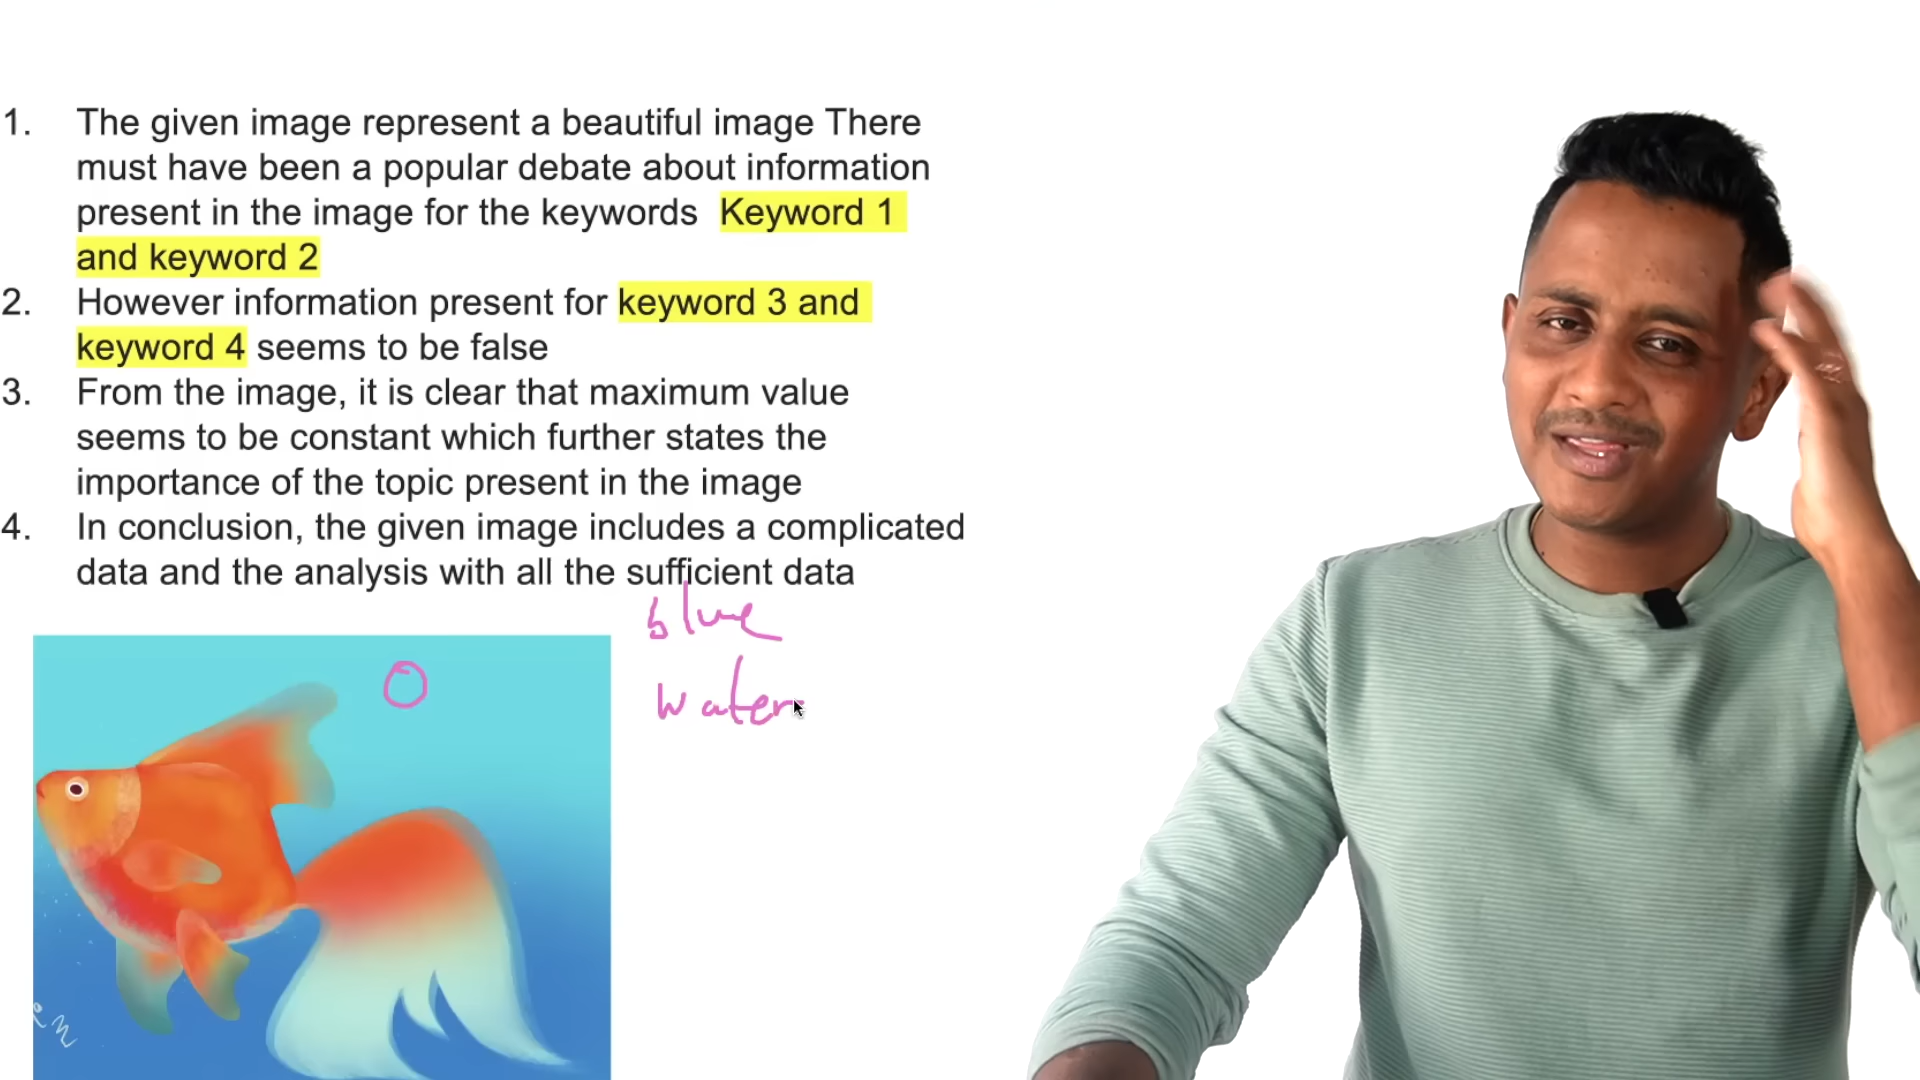 1. The given image represent a beautiful image There
must have been a popular debate about information
present in the image for the keywords Keyword 1
and keyword 2
2. However information present for keyword 3 and
keyword 4 seems to be false
3. From the image, it is clear that maximum value
seems to be constant which further states the
importance of the topic present in the image
4. In conclusion, the given image includes a complicated
data and the analysis with all the sufficient data
blue
water